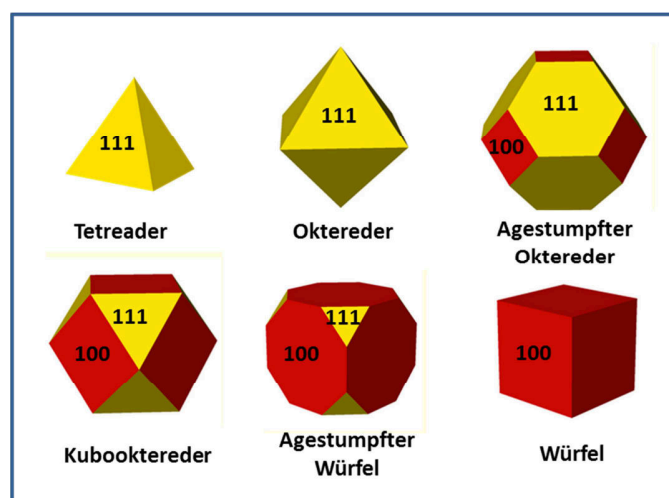 111
111
111
100
Tetreader
Oktereder
Agestumpfter
Oktereder
111
100
111
100
100
Kubooktereder
Agestumpfter
Würfel
Würfel